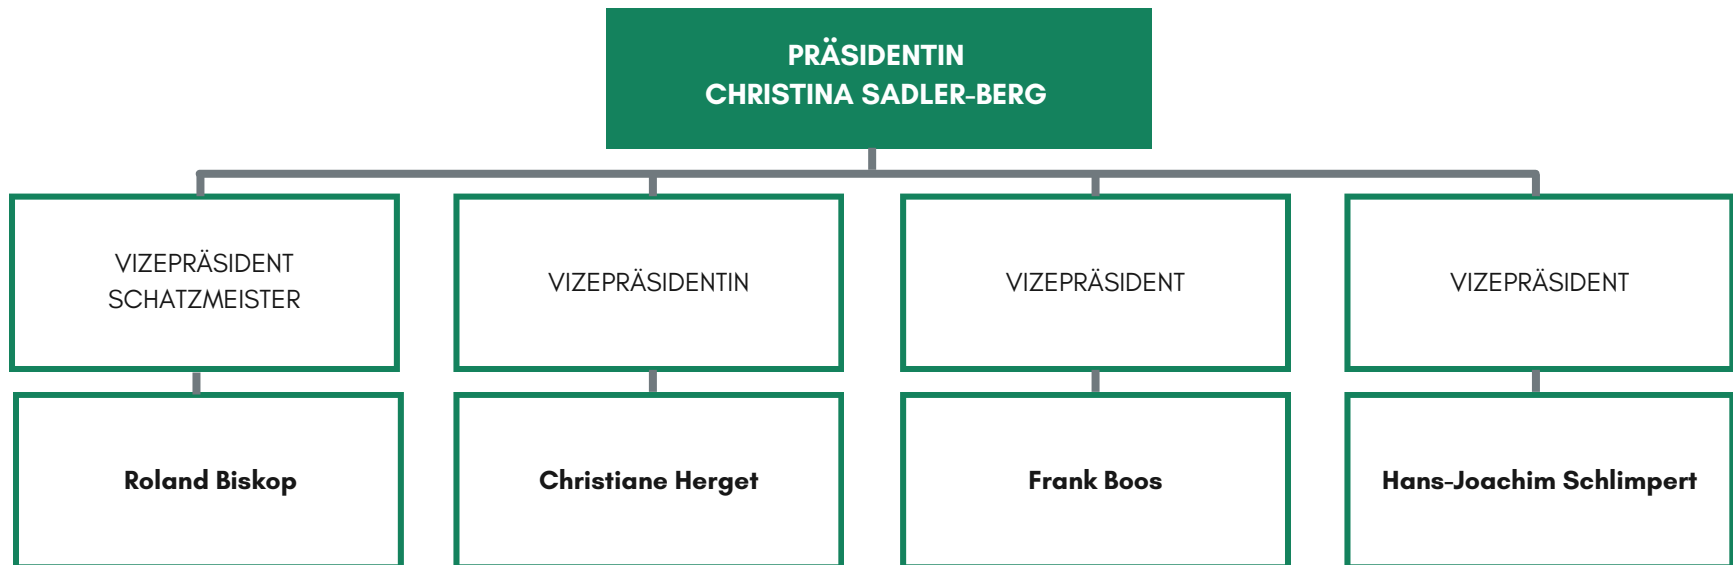 PRÄSIDENTIN
CHRISTINA SADLER-BERG
VIZEPRÄSIDENT
SCHATZMEISTER
VIZEPRÄSIDENTIN
VIZEPRÄSIDENT
VIZEPRÄSIDENT
Roland Biskop
Christiane Herget
Frank Boos
Hans-Joachim Schlimpert